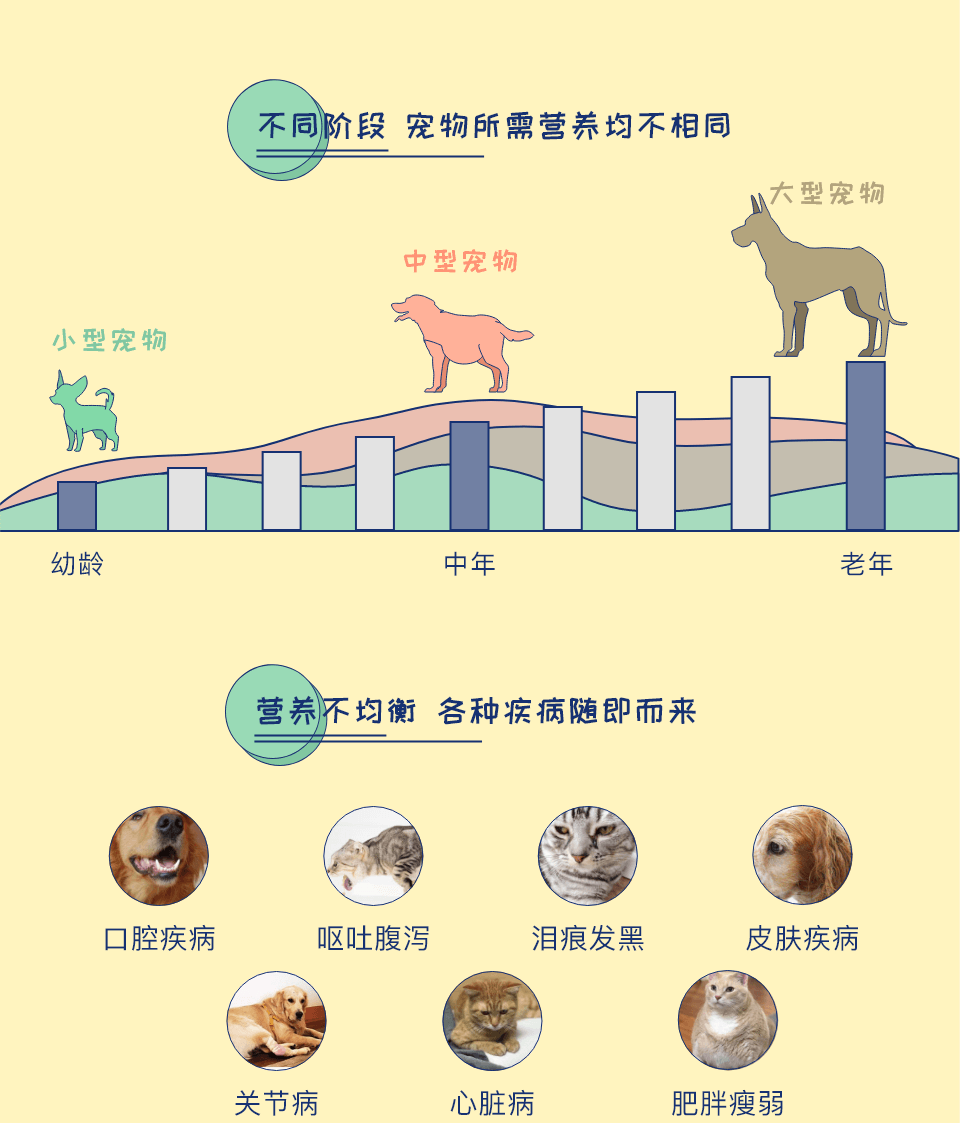 不同阶段 宠物所需营养均不相同
大型宠物
中型宠物
小型宠物
幼龄 中年 老年
营养不均衡 各种疾病随即而来
口腔疾病 呕吐腹泻 泪痕发黑 皮肤疾病
关节病 心脏病 肥胖瘦弱